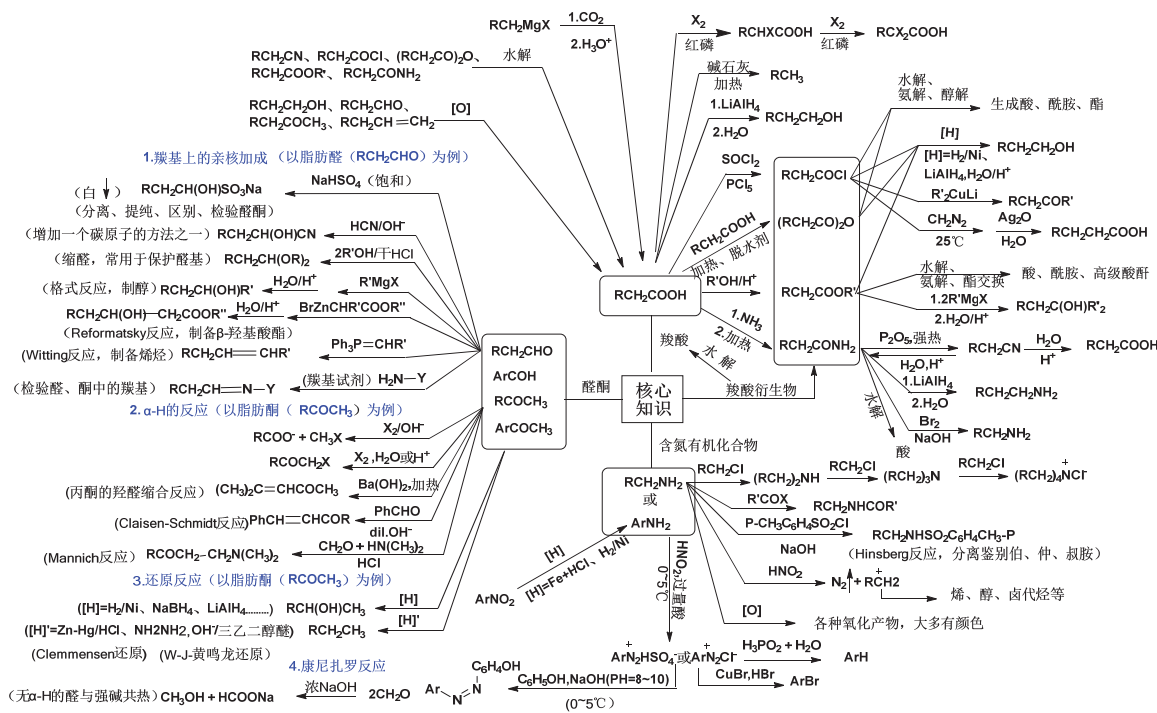 RCH₂MgX
1.CO₂
2.H₃O⁺
RCH₂CN、RCH₂COCl、(RCH₂CO)₂O、
RCH₂COOR'、RCH₂CONH₂
水解
RCH₂CH₂OH、RCH₂CHO、
RCH₂COCH₃、RCH₂CH=CH₂
[O]
X₂
红磷
RCHXCOOH
X₂
红磷
RCX₂COOH
碱石灰
加热
RCH₃
1.LiAlH₄
2.H₂O
RCH₂CH₂OH
SOCl₂
PCl₅
RCH₂COOH
加热、脱水剂
R'OH/H⁺
1.NH₃
2.加热
RCH₂COOH
羧酸
水解
羧酸衍生物
核心
知识
醛酮
含氮有机化合物
RCH₂COCl
(RCH₂CO)₂O
RCH₂COOR'
RCH₂CONH₂
水解、
氨解、醇解
生成酸、酰胺、酯
[H]
[H]=H₂/Ni、
LiAlH₄,H₂O/H⁺
RCH₂CH₂OH
R'₂CuLi
RCH₂COR'
CH₂N₂
25℃
Ag₂O
H₂O
RCH₂CH₂COOH
水解、
氨解、酯交换
酸、酰胺、高级酸酐
1.2R'MgX
2.H₂O/H⁺
RCH₂C(OH)R'₂
P₂O₅,强热
H₂O,H⁺
RCH₂CN
H₂O
H⁺
RCH₂COOH
1.LiAlH₄
2.H₂O
RCH₂CH₂NH₂
Br₂
NaOH
RCH₂NH₂
水解
酸
1.羰基上的亲核加成（以脂肪醛（RCH₂CHO）为例）
（白↓）
RCH₂CH(OH)SO₃Na
NaHSO₄（饱和）
（分离、提纯、区别、检验醛酮）
（增加一个碳原子的方法之一）RCH₂CH(OH)CN
HCN/OH⁻
（缩醛，常用于保护醛基） RCH₂CH(OR)₂
2R'OH/干HCl
（格式反应，制醇）RCH₂CH(OH)R'
H₂O/H⁺
R'MgX
RCH₂CH(OH)—CH₂COOR''
H₂O/H⁺
BrZnCHR'COOR''
（Reformatsky反应，制备β-羟基酸酯）
（Witting反应，制备烯烃） RCH₂CH=CHR'
Ph₃P=CHR'
（检验醛、酮中的羰基） RCH₂CH=N—Y
（羰基试剂）H₂N—Y
RCH₂CHO
ArCOH
RCOCH₃
ArCOCH₃
2. α-H的反应（以脂肪酮（ RCOCH₃）为例）
RCOO⁻ + CH₃X
X₂/OH⁻
RCOCH₂X
X₂,H₂O或H⁺
（丙酮的羟醛缩合反应）(CH₃)₂C=CHCOCH₃
Ba(OH)₂,加热
(Claisen-Schmidt反应)PhCH=CHCOR
PhCHO
dil.OH⁻
（Mannich反应） RCOCH₂-CH₂N(CH₃)₂
CH₂O + HN(CH₃)₂
HCl
3.还原反应（以脂肪酮（RCOCH₃）为例）
([H]=H₂/Ni、NaBH₄、LiAlH₄.........) RCH(OH)CH₃
[H]
([H]'=Zn-Hg/HCl、NH2NH2, OH⁻/三乙二醇醚) RCH₂CH₃
[H]'
(Clemmensen还原) (W-J-黄鸣龙还原)
4.康尼扎罗反应
（无α-H的醛与强碱共热）CH₃OH + HCOONa
浓NaOH
2CH₂O
RCH₂NH₂
或
ArNH₂
ArNO₂
[H]
[H]=Fe+HCl、H₂/Ni
HNO₂,过量酸
0~5℃
RCH₂Cl
(RCH₂)₂NH
RCH₂Cl
(RCH₂)₃N
RCH₂Cl
(RCH₂)₄N⁺Cl⁻
R'COX
RCH₂NHCOR'
P-CH₃C₆H₄SO₂Cl
NaOH
RCH₂NHSO₂C₆H₄CH₃-P
（Hinsberg反应，分离鉴别伯、仲、叔胺）
HNO₂
N₂↑ + RC⁺H2
烯、醇、卤代烃等
[O]
各种氧化产物，大多有颜色
ArN⁺₂HSO₄⁻或ArN⁺₂Cl⁻
H₃PO₂ + H₂O
ArH
CuBr,HBr
ArBr
C₆H₅OH,NaOH(PH=8~10)
(0~5℃)
Ar
N=N
C₆H₄OH